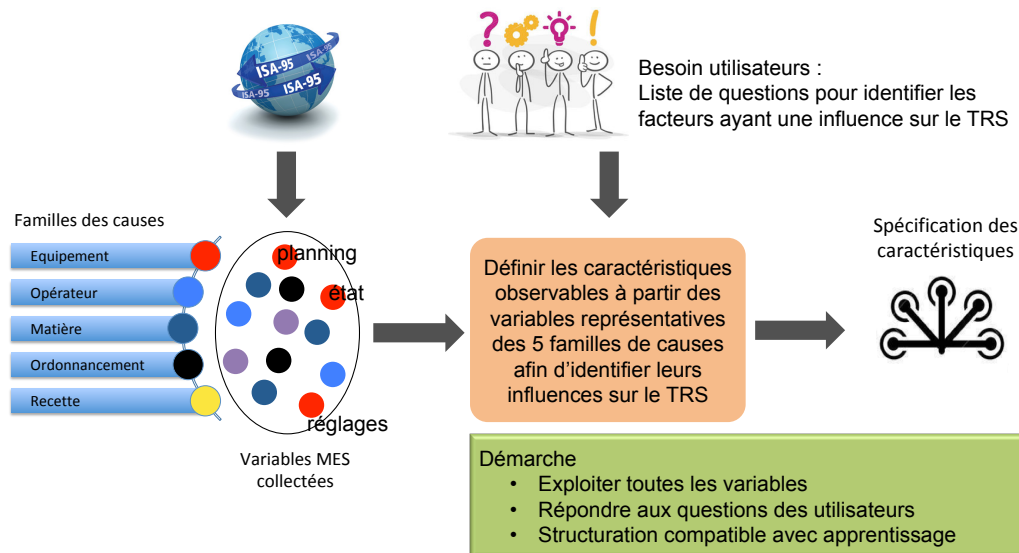 ISA-95
ISA-95
ISA-95
ISA-95
? !
Besoin utilisateurs :
Liste de questions pour identifier les
facteurs ayant une influence sur le TRS
Familles des causes
Equipement
Opérateur
Matière
Ordonnancement
Recette
planning
état
réglages
Variables MES
collectées
Définir les caractéristiques
observables à partir des
variables représentatives
des 5 familles de causes
afin d’identifier leurs
influences sur le TRS
Spécification des
caractéristiques
Démarche
• Exploiter toutes les variables
• Répondre aux questions des utilisateurs
• Structuration compatible avec apprentissage